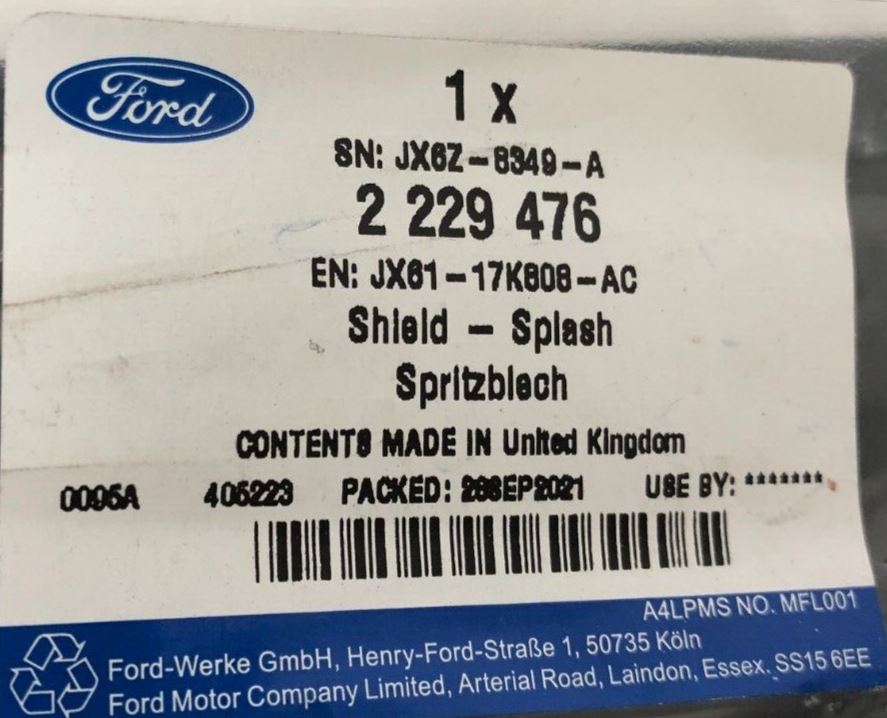 Ford
1 x
SN: JX6Z-8349-A
2 229 476
EN: JX61-17K808-AC
Shield - Splash
Spritzblech
CONTENTS MADE IN United Kingdom
0095A 405223 PACKED: 28SEP2021 USE BY: *******
A4LPMS NO. MFL001
Ford-Werke GmbH, Henry-Ford-Straße 1, 50735 Köln
Ford Motor Company Limited, Arterial Road, Laindon, Essex. SS15 6EE